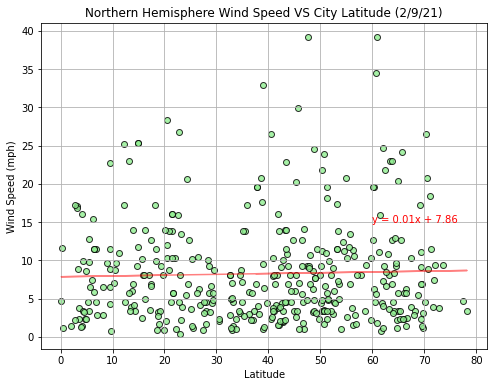 Northern Hemisphere Wind Speed VS City Latitude (2/9/21)
40
35
30
25
20
15
10
5
0
Wind Speed (mph)
y = 0.01x + 7.86
0 10 20 30 40 50 60 70 80
Latitude